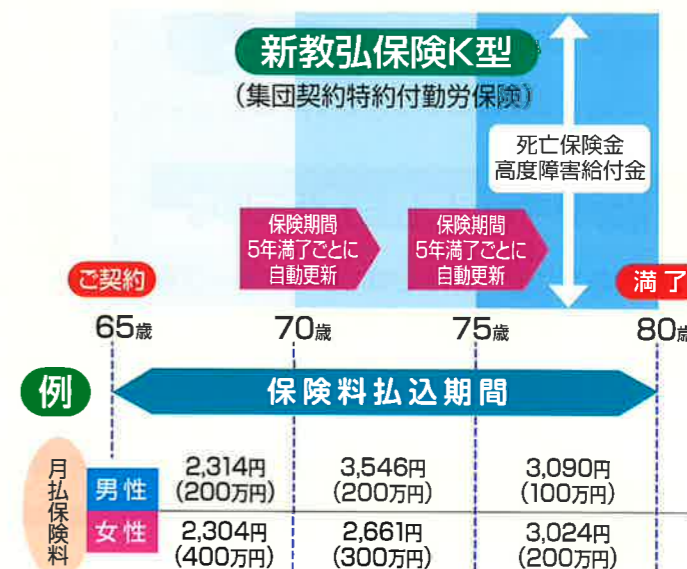 新教弘保険K型
(集団契約特約付勤労保険)
死亡保険金
高度障害給付金
保険期間
5年満了ごとに
自動更新
保険期間
5年満了ごとに
自動更新
ご契約
満了
65歳 70歳 75歳 80歳
例
保険料払込期間
月払保険料
男性 2,314円 3,546円 3,090円
(200万円) (200万円) (100万円)
女性 2,304円 2,661円 3,024円
(400万円) (300万円) (200万円)